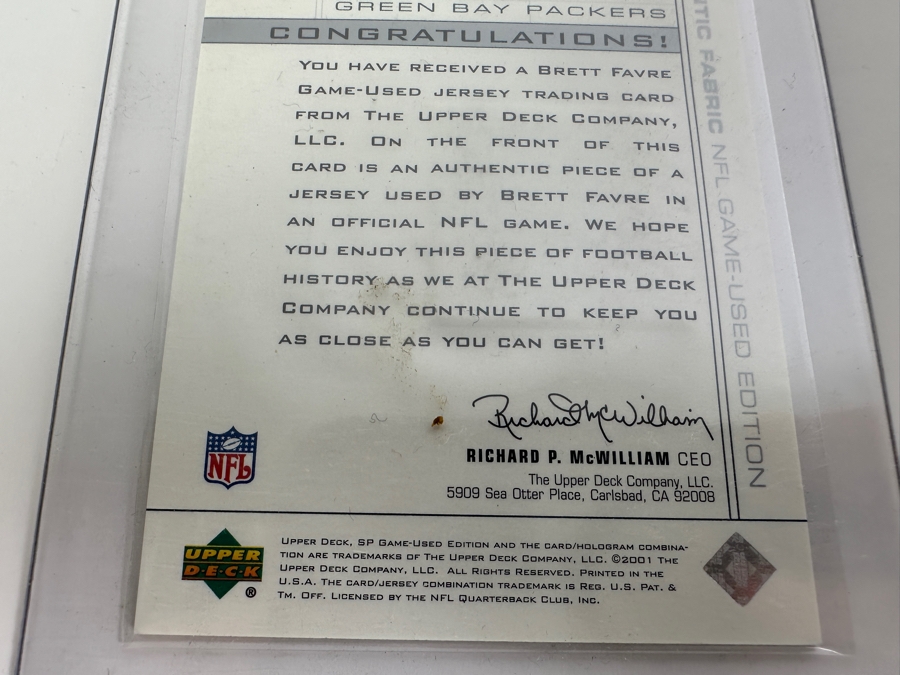 GREEN BAY PACKERS
CONGRATULATIONS!
YOU HAVE RECEIVED A BRETT FAVRE
GAME-USED JERSEY TRADING CARD
FROM THE UPPER DECK COMPANY,
LLC. ON THE FRONT OF THIS
CARD IS AN AUTHENTIC PIECE OF A
JERSEY USED BY BRETT FAVRE IN
AN OFFICIAL NFL GAME. WE HOPE
YOU ENJOY THIS PIECE OF FOOTBALL
HISTORY AS WE AT THE UPPER DECK
COMPANY CONTINUE TO KEEP YOU
AS CLOSE AS YOU CAN GET!
Richard McWilliam
RICHARD P. McWILLIAM CEO
The Upper Deck Company, LLC.
5909 Sea Otter Place, Carlsbad, CA 92008
NTIC FABRIC NFL GAME-USED EDITION
NFL
UPPER
DECK
®
UPPER DECK, SP GAME-USED EDITION AND THE CARD/HOLOGRAM COMBINA-
TION ARE TRADEMARKS OF THE UPPER DECK COMPANY, LLC. ©2001 THE
UPPER DECK COMPANY, LLC. ALL RIGHTS RESERVED. PRINTED IN THE
U.S.A. THE CARD/JERSEY COMBINATION TRADEMARK IS REG. U.S. PAT. &
TM. OFF. LICENSED BY THE NFL QUARTERBACK CLUB, INC.